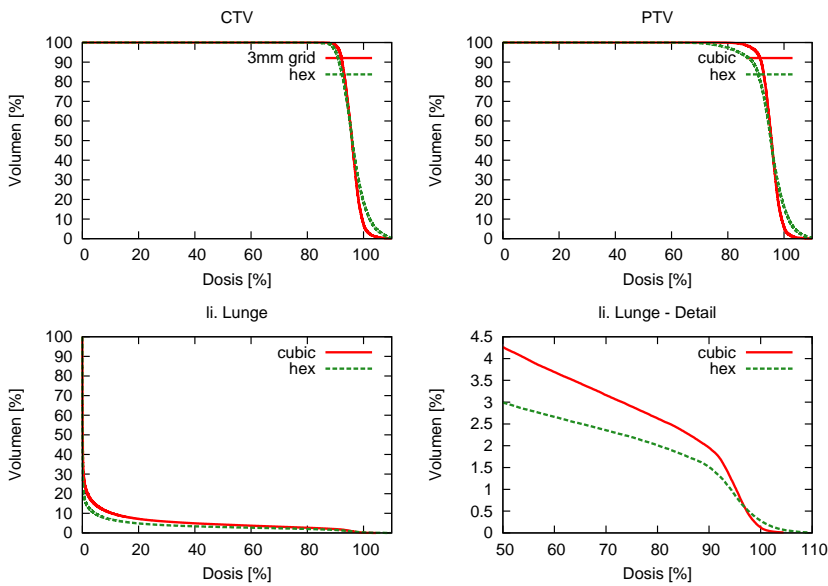 CTV
100
90
80
70
60
50
40
30
20
10
0
0 20 40 60 80 100
Volumen [%]
Dosis [%]
3mm grid
hex
PTV
100
90
80
70
60
50
40
30
20
10
0
0 20 40 60 80 100
Volumen [%]
Dosis [%]
cubic
hex
li. Lunge
100
90
80
70
60
50
40
30
20
10
0
0 20 40 60 80 100
Volumen [%]
Dosis [%]
cubic
hex
li. Lunge - Detail
4.5
4
3.5
3
2.5
2
1.5
1
0.5
0
50 60 70 80 90 100 110
Volumen [%]
Dosis [%]
cubic
hex